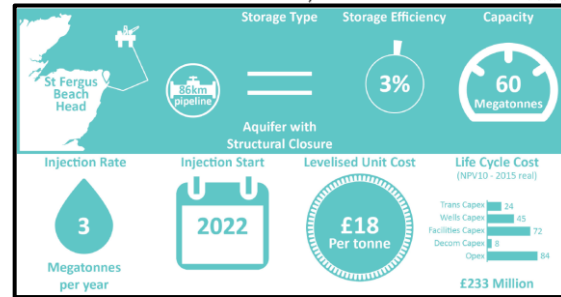 Storage Type
Storage Efficiency
Capacity
St Fergus
Beach
Head
86km
pipeline
3%
60
Megatonnes
Aquifer with
Structural Closure
Injection Rate
Injection Start
Levelised Unit Cost
Life Cycle Cost
(NPV10 - 2015 real)
3
Megatonnes
per year
2022
£18
Per tonne
Trans Capex 24
Wells Capex 45
Facilities Capex 72
Decom Capex 8
Opex 84
£233 Million